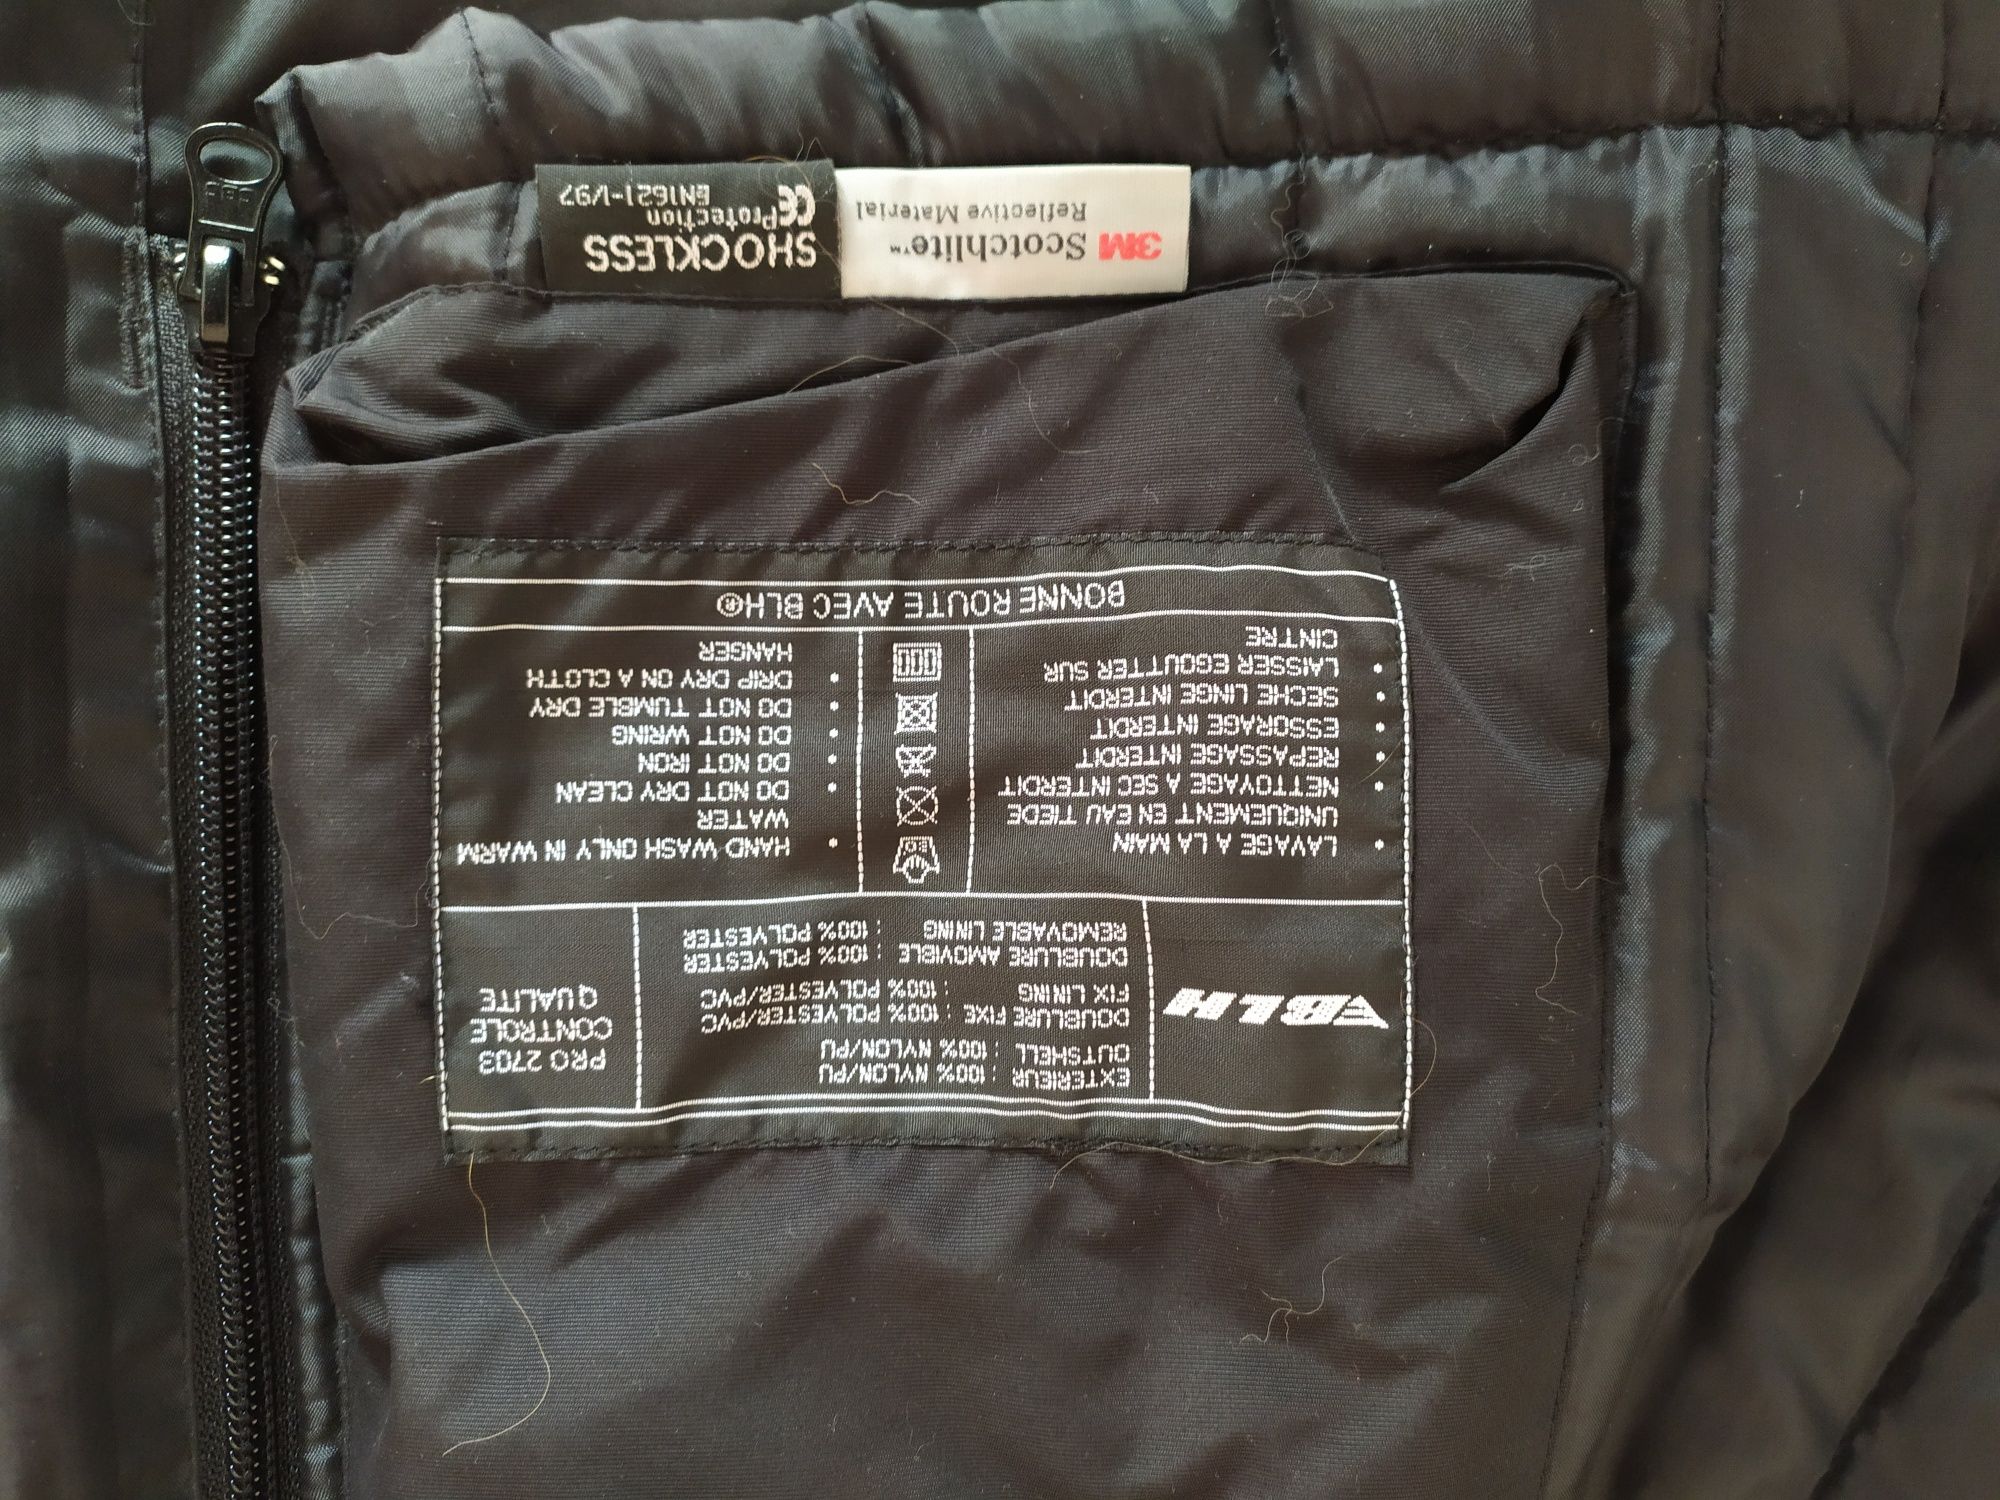 BLH
EXTERIEUR : 100% NYLON/PU
OUTSHELL : 100% NYLON/PU
DOUBLURE FIXE : 100% POLYESTER/PVC
FIX LINING : 100% POLYESTER/PVC
DOUBLURE AMOVIBLE : 100% POLYESTER
REMOVABLE LINING : 100% POLYESTER
PRO 2703
CONTROLE
QUALITE
• LAVAGE A LA MAIN
UNIQUEMENT EN EAU TIEDE
• NETTOYAGE A SEC INTERDIT
• REPASSAGE INTERDIT
• ESSORAGE INTERDIT
• SECHE LINGE INTERDIT
• LAISSER EGOUTTER SUR
CINTRE
• HAND WASH ONLY IN WARM
WATER
• DO NOT DRY CLEAN
• DO NOT IRON
• DO NOT WRING
• DO NOT TUMBLE DRY
• DRIP DRY ON A CLOTH
HANGER
BONNE ROUTE AVEC BLH®
3M Scotchlite™
Reflective Material
SHOCKLESS
CE Protection
EN1621-1/97